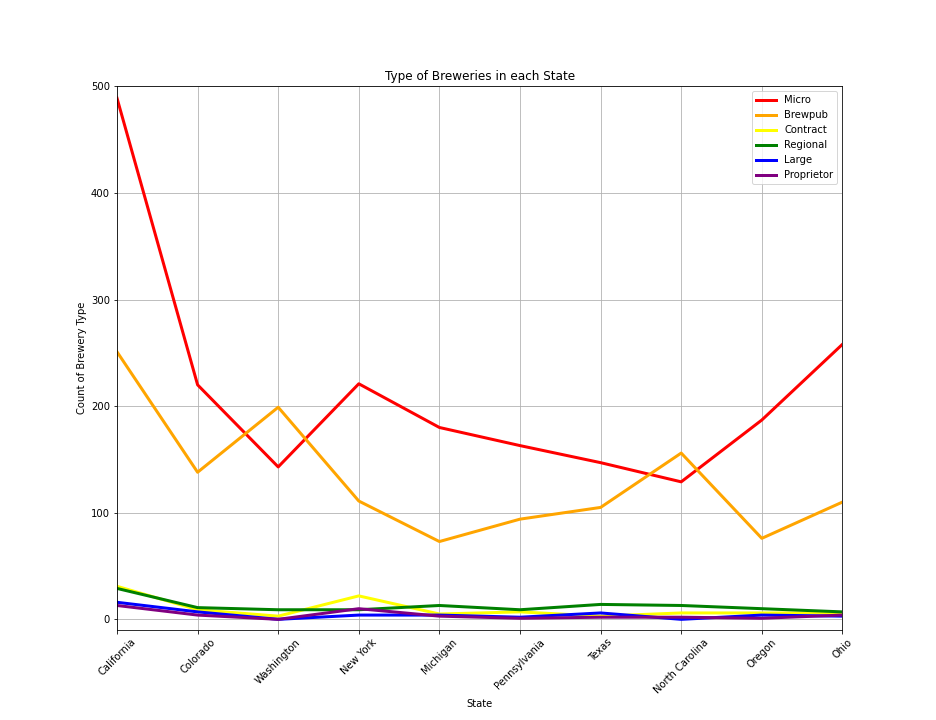 Type of Breweries in each State
500
400
300
200
100
0
Count of Brewery Type
Micro
Brewpub
Contract
Regional
Large
Proprietor
California
Colorado
Washington
New York
Michigan
Pennsylvania
Texas
North Carolina
Oregon
Ohio
State